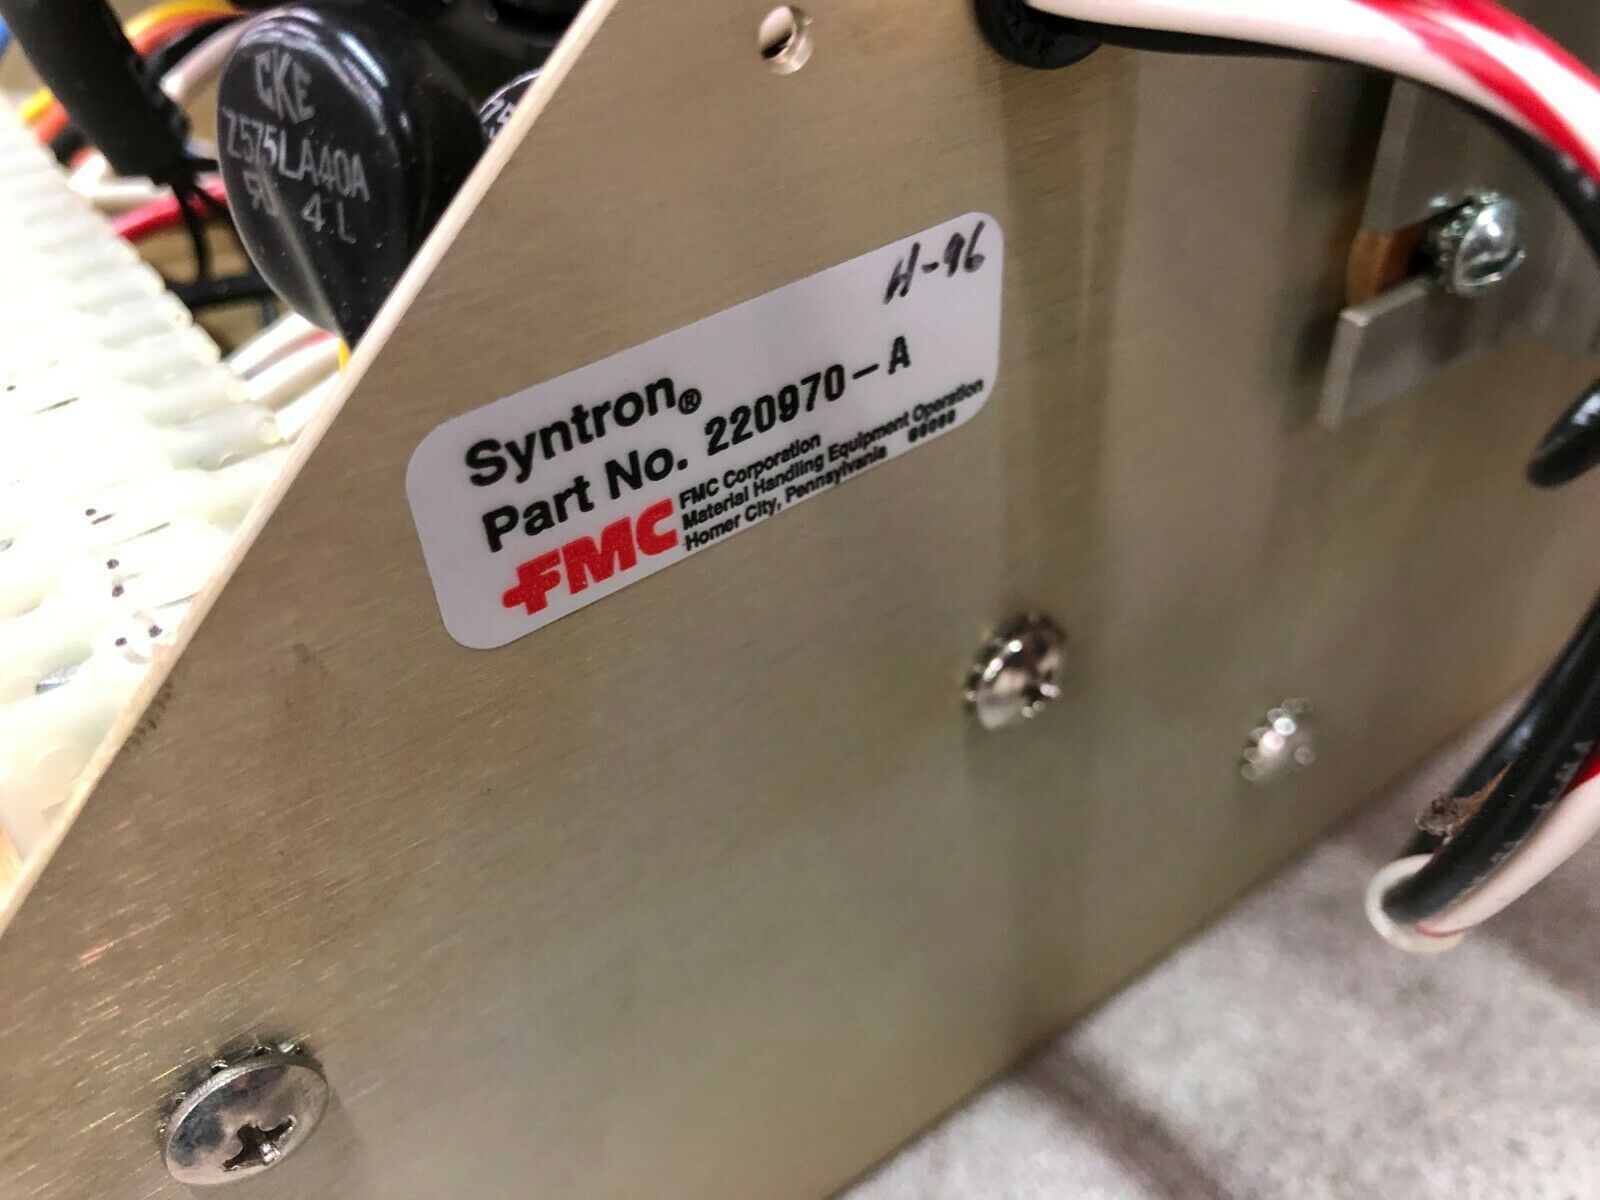 CKE
Z575LA40A
4 L
H-96
Syntron®
Part No. 220970-A
FMC
FMC Corporation
Material Handling Equipment Operation
Homer City, Pennsylvania